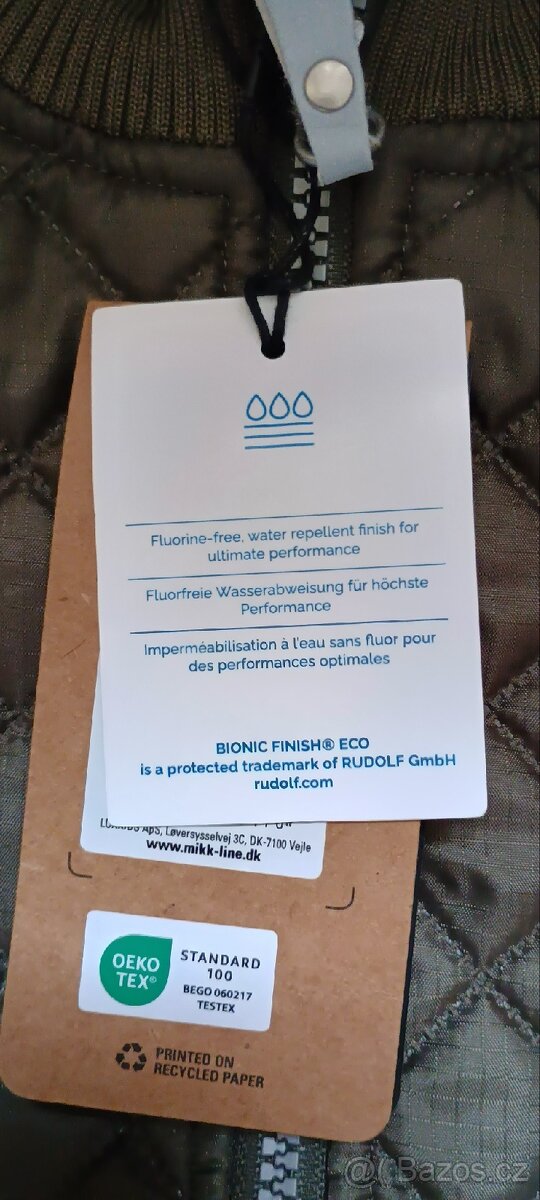 Fluorine-free, water repellent finish for
ultimate performance
Fluorfreie Wasserabweisung für höchste
Performance
Imperméabilisation à l'eau sans fluor pour
des performances optimales
BIONIC FINISH® ECO
is a protected trademark of RUDOLF GmbH
rudolf.com
ApS, Løversysselvej 3C, DK-7100 Vejle
www.mikk-line.dk
OEKO
TEX®
STANDARD
100
BEGO 060217
TESTEX
PRINTED ON
RECYCLED PAPER
Bazos.cz